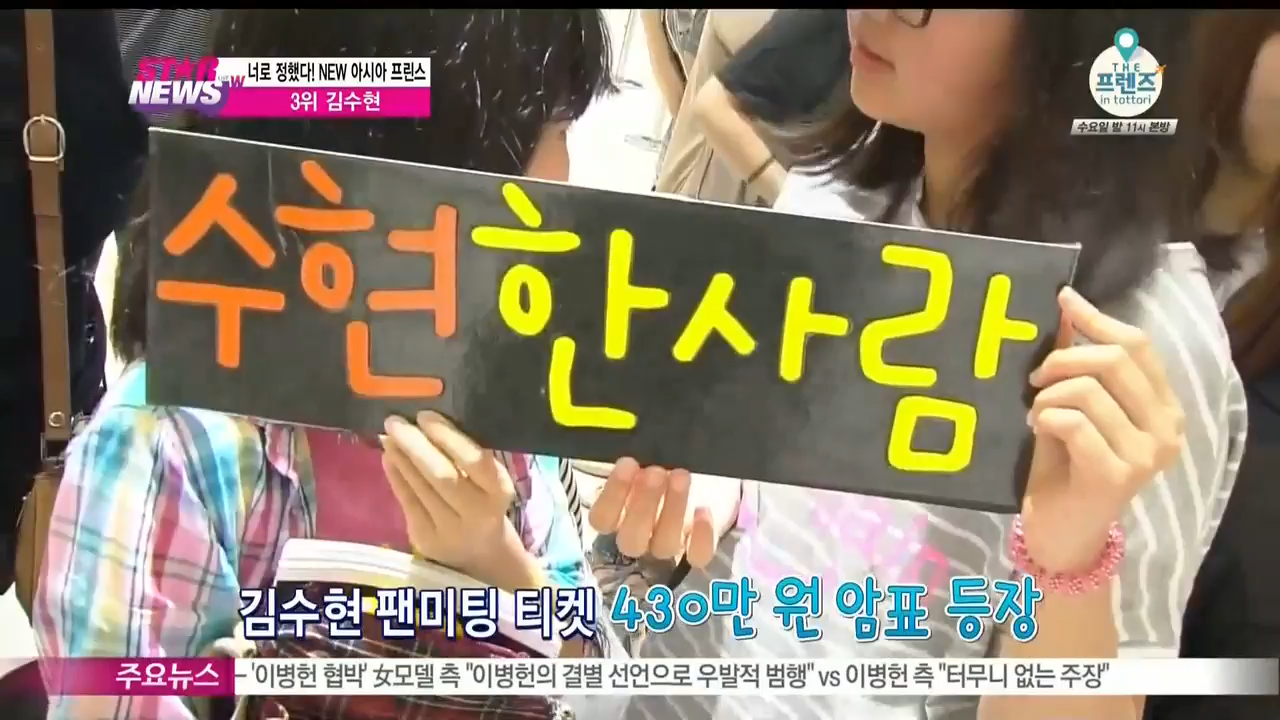 STAR NEWS
너로 정했다! NEW 아시아 프린스
3위 김수현
THE
프렌즈
in tottori
수요일 밤 11시 본방
수현 한사람
김수현 팬미팅 티켓 430만 원 암표 등장
주요뉴스
'이병헌 협박' 女모델 측 "이병헌의 결별 선언으로 우발적 범행" vs 이병헌 측 "터무니 없는 주장"